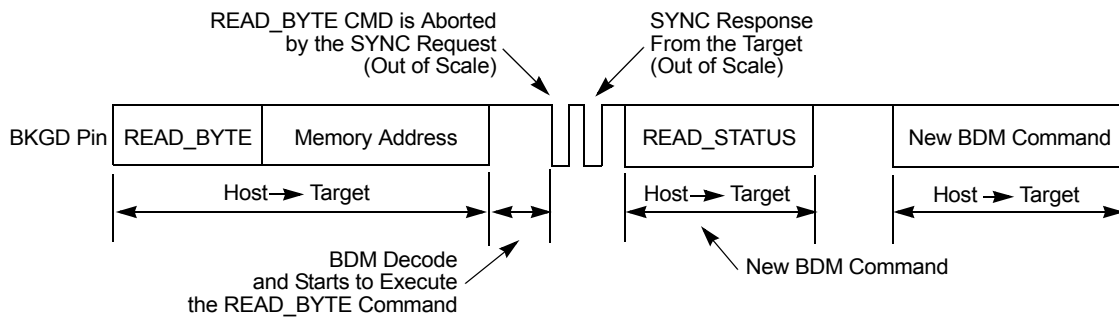 READ_BYTE CMD is Aborted
by the SYNC Request
(Out of Scale)
SYNC Response
From the Target
(Out of Scale)
BKGD Pin
READ_BYTE
Memory Address
READ_STATUS
New BDM Command
Host
Target
Host
Target
Host
Target
BDM Decode
and Starts to Execute
the READ_BYTE Command
New BDM Command